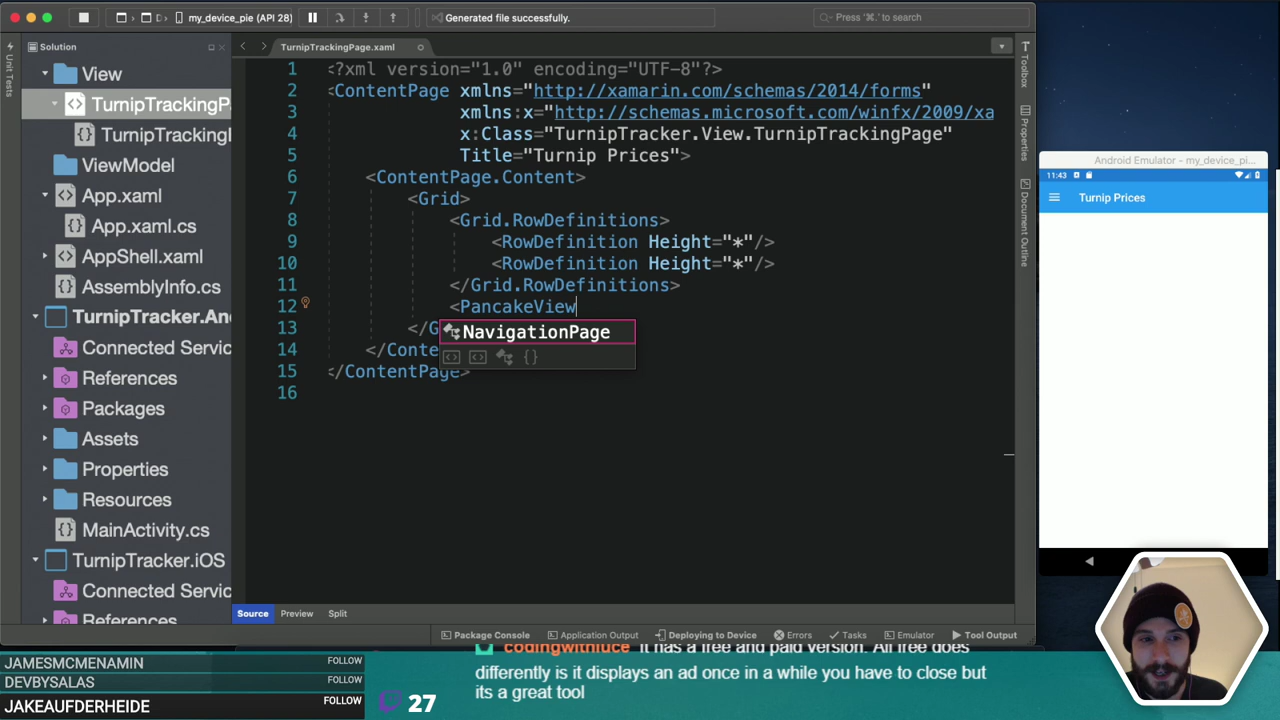 my_device_pie (API 28)
Generated file successfully.
Press '⌘.' to search
Solution
TurnipTrackingPage.xaml
Unit Tests
Toolbox
Properties
Document Outline
View
TurnipTrackingP
TurnipTrackingl
ViewModel
App.xaml
App.xaml.cs
AppShell.xaml
AssemblyInfo.cs
TurnipTracker.An
Connected Servic
References
Packages
Assets
Properties
Resources
MainActivity.cs
TurnipTracker.iOS
Connected Servic
References
1 <?xml version="1.0" encoding="UTF-8"?>
2 <ContentPage xmlns="http://xamarin.com/schemas/2014/forms"
3 xmlns:x="http://schemas.microsoft.com/winfx/2009/xa
4 x:Class="TurnipTracker.View.TurnipTrackingPage"
5 Title="Turnip Prices">
6 <ContentPage.Content>
7 <Grid>
8 <Grid.RowDefinitions>
9 <RowDefinition Height="*"/>
10 <RowDefinition Height="*"/>
11 </Grid.RowDefinitions>
12 <PancakeView
NavigationPage
13 </G
14 </Conte
15 </ContentPage>
16
Source Preview Split
Package Console Application Output Deploying to Device Errors Tasks Emulator Tool Output
Android Emulator - my_device_pi...
11:43
Turnip Prices
JAMESMCMENAMIN FOLLOW
DEVBYSALAS FOLLOW
JAKEAUFDERHEIDE FOLLOW
27
codingwithluce It has a free and paid version. All free does
differently is it displays an ad once in a while you have to close but
its a great tool